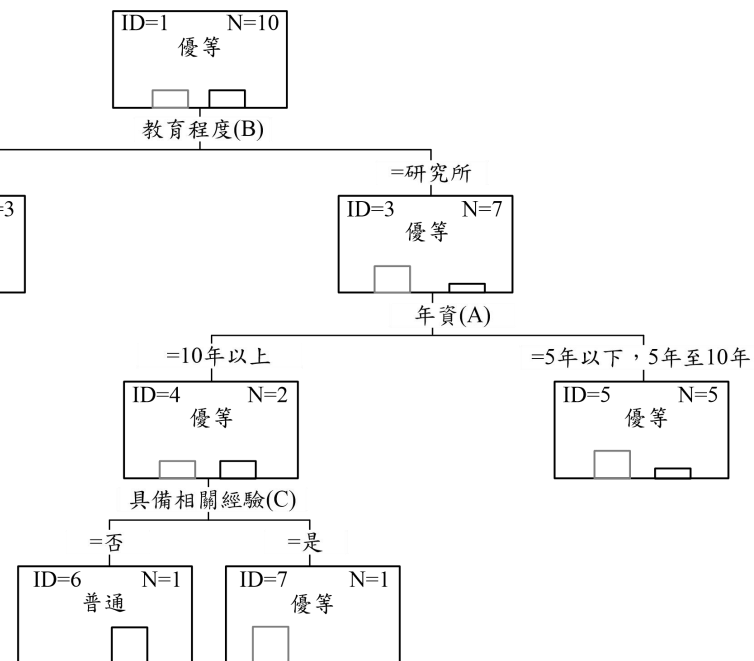 ID=1 N=10
優等
教育程度(B)
=研究所
=3
ID=3 N=7
優等
年資(A)
=10年以上
=5年以下，5年至10年
ID=4 N=2
優等
ID=5 N=5
優等
具備相關經驗(C)
=否
=是
ID=6 N=1
普通
ID=7 N=1
優等